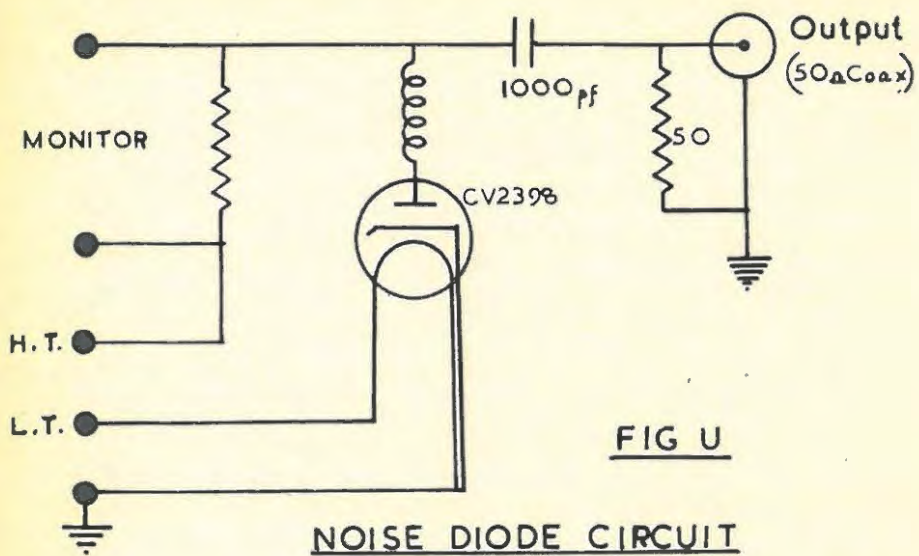 Output
(50ΩCoax)
1000pf
50
MONITOR
CV2398
H.T.
L.T.
FIG U
NOISE DIODE CIRCUIT